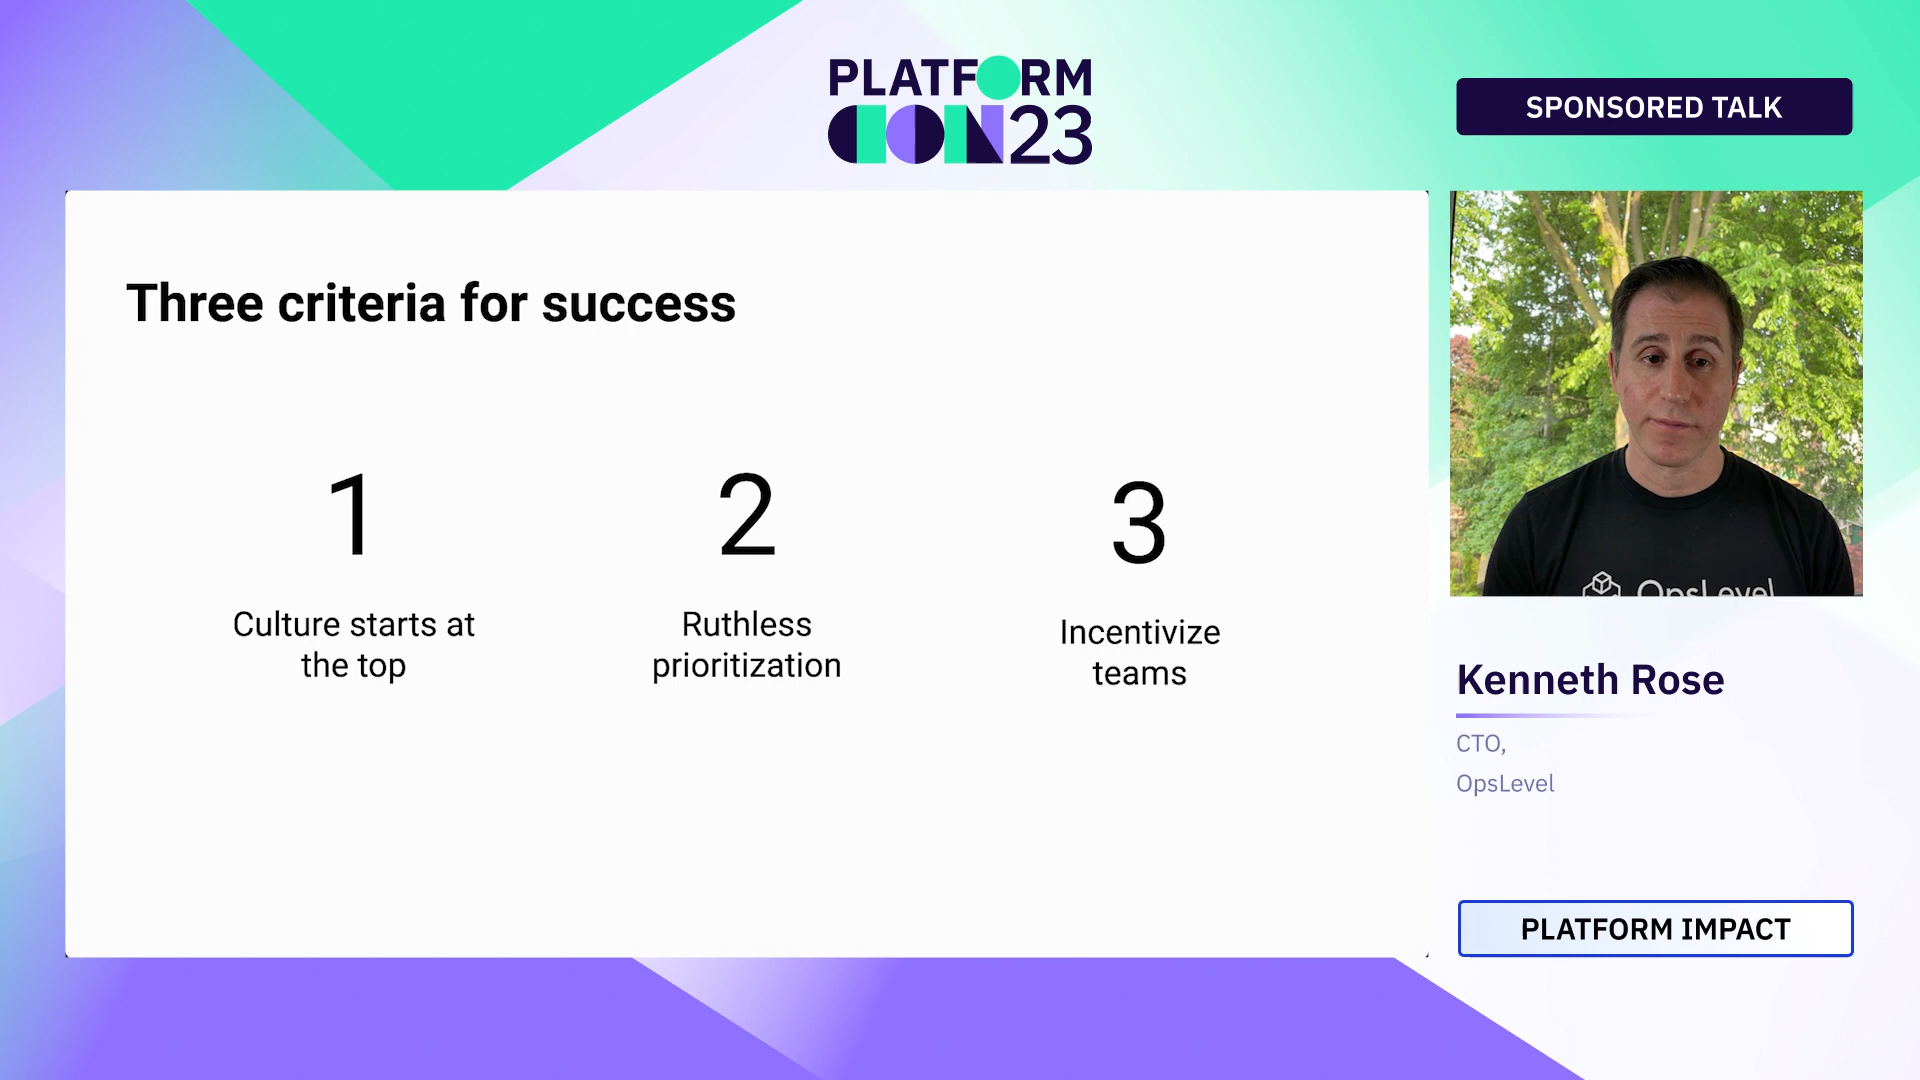 PLATFORM
CON23
SPONSORED TALK
Three criteria for success
1
Culture starts at
the top
2
Ruthless
prioritization
3
Incentivize
teams
OpsLevel
Kenneth Rose
CTO,
OpsLevel
PLATFORM IMPACT